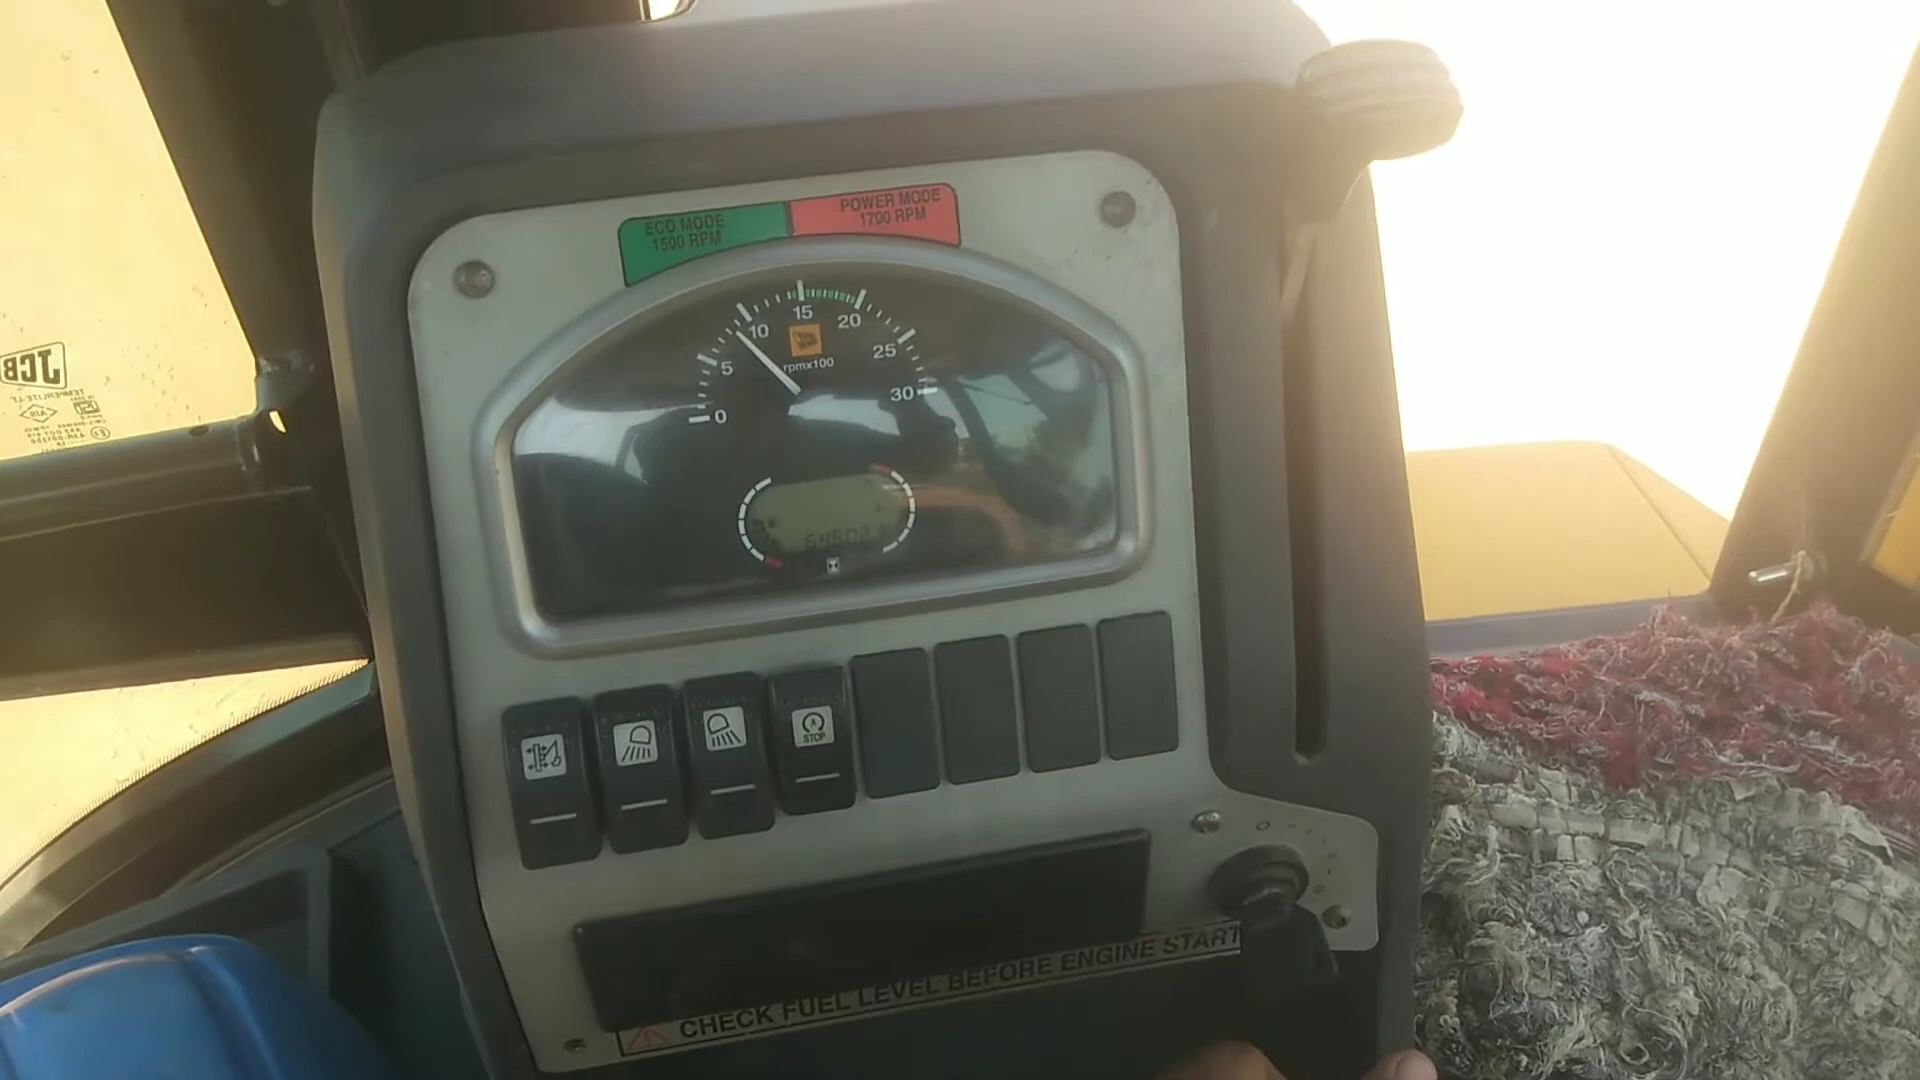 ECO MODE
1500 RPM
POWER MODE
1700 RPM
0
5
10
15
20
25
30
rpmx100
STOP
JCB
CHECK FUEL LEVEL BEFORE ENGINE START